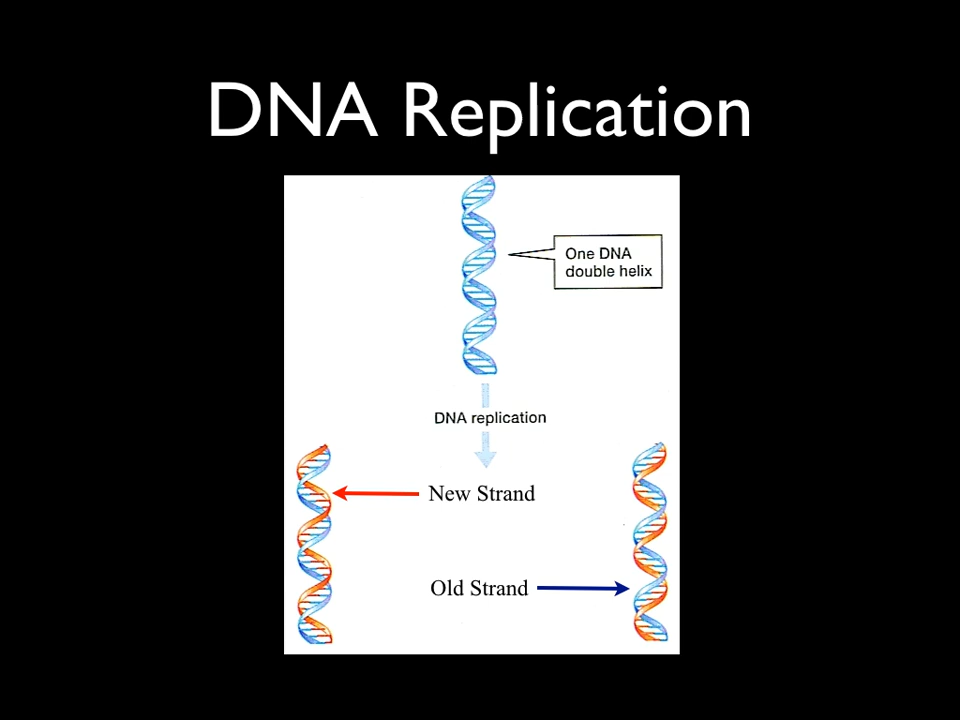 DNA Replication
One DNA
double helix
DNA replication
New Strand
Old Strand